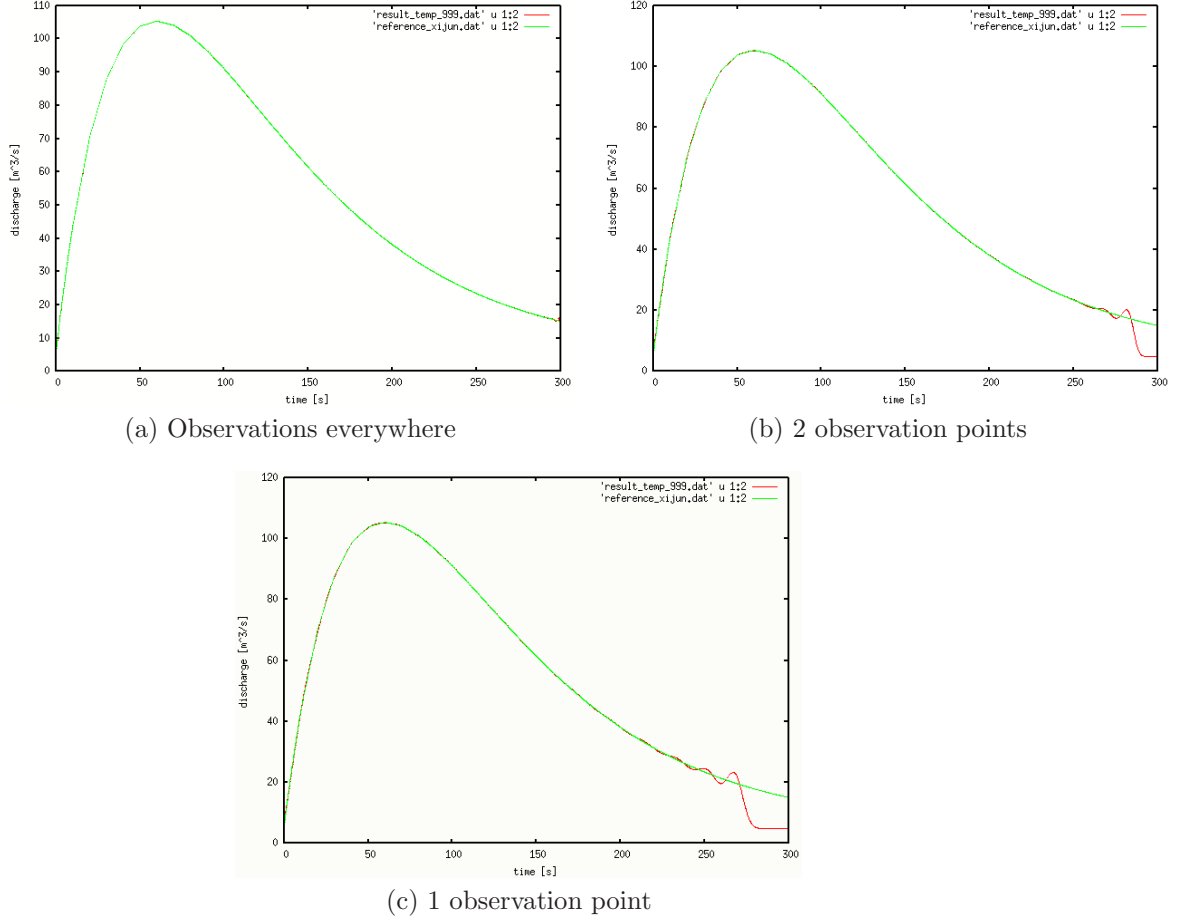 'result_temp_999.dat' u 1:2
'reference_xijun.dat' u 1:2
110
100
90
80
70
60
50
40
30
20
10
0
discharge [m^3/s]
0 50 100 150 200 250 300
time [s]
(a) Observations everywhere
'result_temp_999.dat' u 1:2
'reference_xijun.dat' u 1:2
120
100
80
60
40
20
0
discharge [m^3/s]
0 50 100 150 200 250 300
time [s]
(b) 2 observation points
'result_temp_999.dat' u 1:2
'reference_xijun.dat' u 1:2
120
100
80
60
40
20
0
discharge [m^3/s]
0 50 100 150 200 250 300
time [s]
(c) 1 observation point